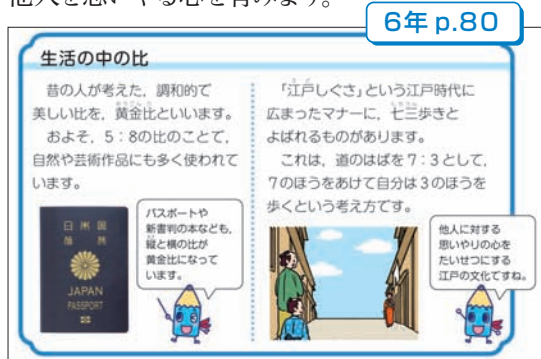 他人を思いやる心を育みます。
6年 p.80
生活の中の比
昔の人が考えた，調和的で
美しい比を，黄金比といいます。
およそ，5：8の比のことで，
自然や芸術作品にも多く使われて
います。
日本国
旅券
JAPAN
PASSPORT
パスポートや
新書判の本なども，
縦と横の比が
黄金比になって
います。
「江戸しぐさ」という江戸時代に
広まったマナーに，七三歩きと
よばれるものがあります。
これは，道のはばを7：3として，
7のほうをあけて自分は3のほうを
歩くという考え方です。
他人に対する
思いやりの心を
たいせつにする
江戸の文化ですね。